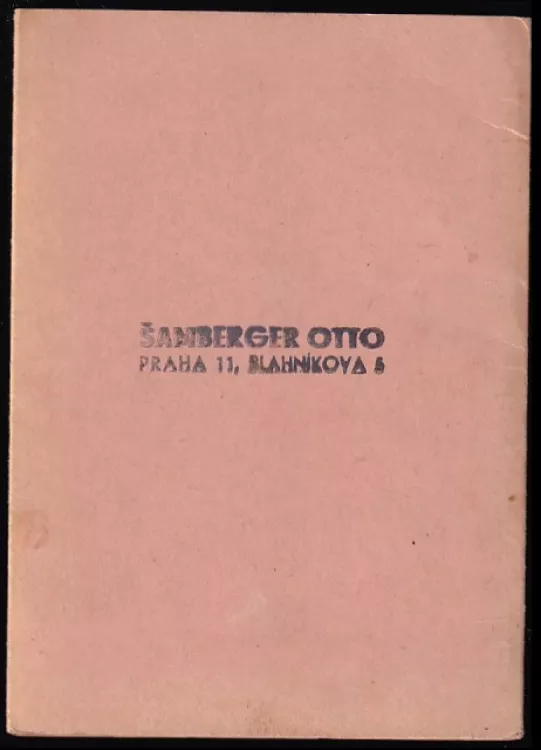 ŠAMBERGER OTTO
PRAHA 11, BLAHNÍKOVA 5